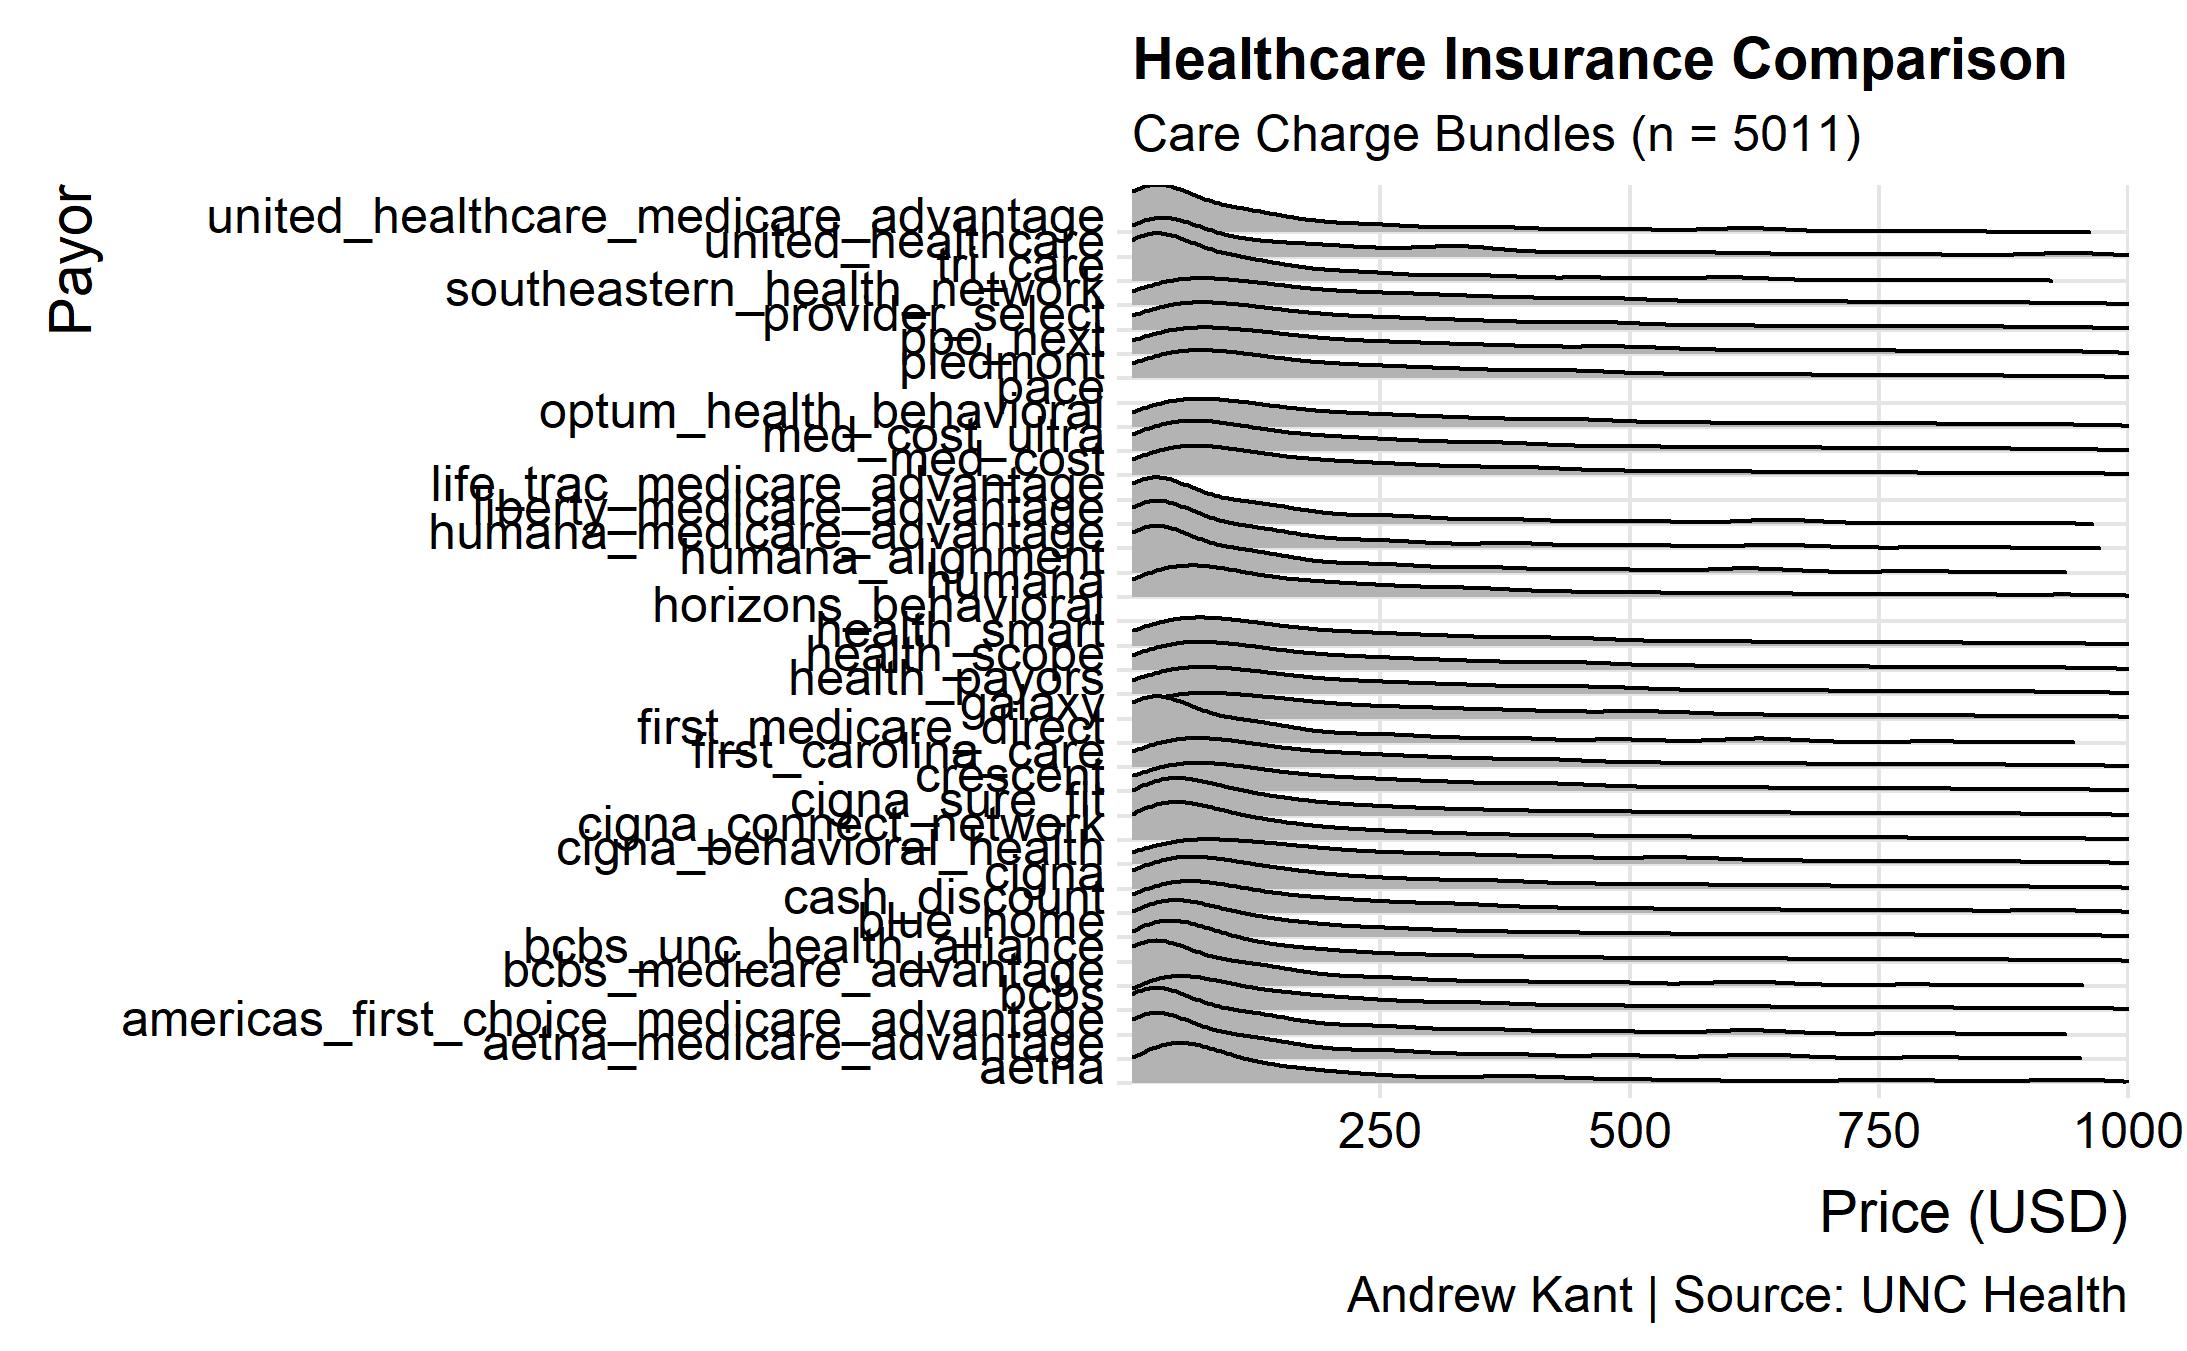 Healthcare Insurance Comparison
Care Charge Bundles (n = 5011)
Payor
united_healthcare_medicare_advantage
united_healthcare
tri_care
southeastern_health_network
provider_select
ppo_next
piedmont
pace
optum_health_behavioral
med_cost_ultra
med_cost
life_trac_medicare_advantage
liberty_medicare_advantage
humana_medicare_advantage
humana_alignment
humana
horizons_behavioral
health_smart
health_scope
health_payors
galaxy
first_medicare_direct
first_carolina_care
crescent
cigna_sure_fit
cigna_connect_network
cigna_behavioral_health
cigna
cash_discount
blue_home
bcbs_unc_health_alliance
bcbs_medicare_advantage
bcbs
americas_first_choice_medicare_advantage
aetna_medicare_advantage
aetna
250 500 750 1000
Price (USD)
Andrew Kant | Source: UNC Health